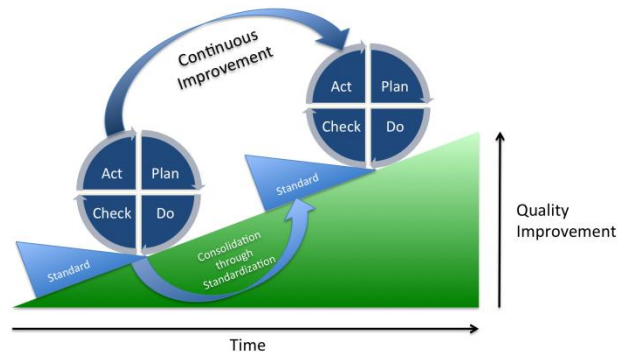 Continuous
Improvement
Act
Plan
Check
Do
Act
Plan
Check
Do
Standard
Standard
Consolidation
through
Standardization
Quality
Improvement
Time